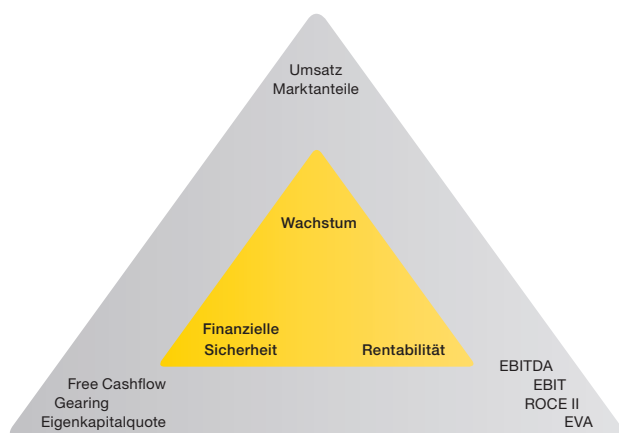 Umsatz
Marktanteile
Wachstum
Finanzielle
Sicherheit
Rentabilität
Free Cashflow
Gearing
Eigenkapitalquote
EBITDA
EBIT
ROCE II
EVA